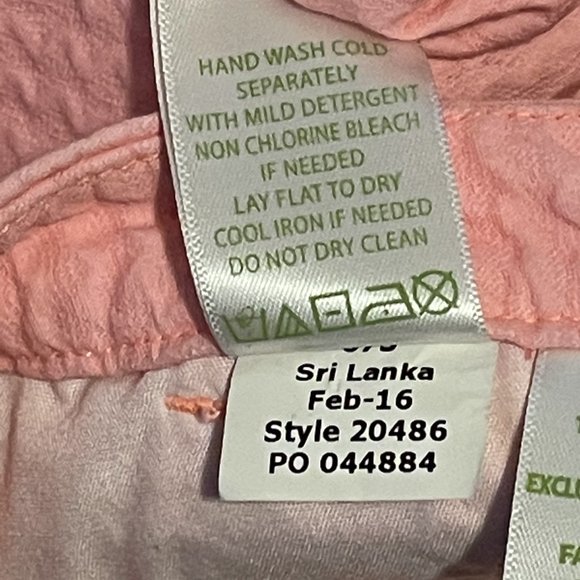 HAND WASH COLD
SEPARATELY
WITH MILD DETERGENT
NON CHLORINE BLEACH
IF NEEDED
LAY FLAT TO DRY
COOL IRON IF NEEDED
DO NOT DRY CLEAN
Sri Lanka
Feb-16
Style 20486
PO 044884